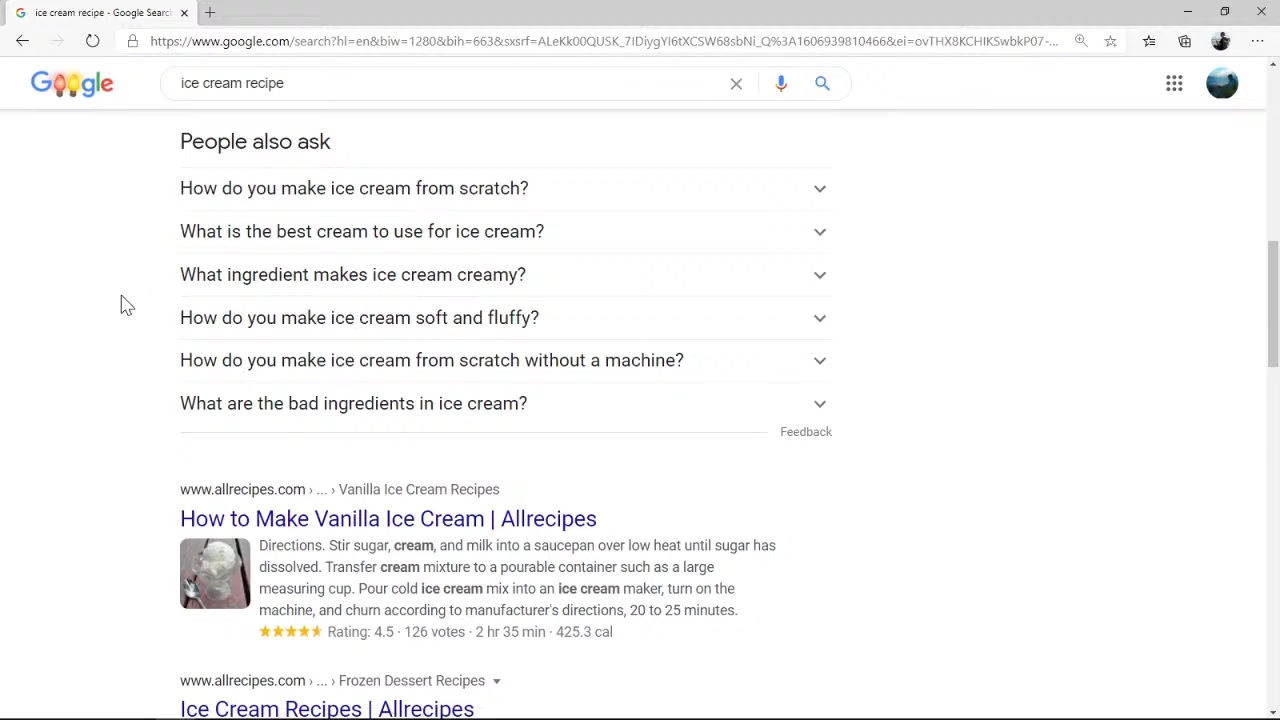 ice cream recipe - Google Search
https://www.google.com/search?hl=en&biw=1280&bih=663&sxsrf=ALeKk00QUSK_7IDiygYI6tXCSW68sbNi_Q%3A1606939810466&ei=ovTHX8KCHIKSwbkP07-...
Google
ice cream recipe
People also ask
How do you make ice cream from scratch?
What is the best cream to use for ice cream?
What ingredient makes ice cream creamy?
How do you make ice cream soft and fluffy?
How do you make ice cream from scratch without a machine?
What are the bad ingredients in ice cream?
Feedback
www.allrecipes.com › ... › Vanilla Ice Cream Recipes
How to Make Vanilla Ice Cream | Allrecipes
Directions. Stir sugar, cream, and milk into a saucepan over low heat until sugar has
dissolved. Transfer cream mixture to a pourable container such as a large
measuring cup. Pour cold ice cream mix into an ice cream maker, turn on the
machine, and churn according to manufacturer's directions, 20 to 25 minutes.
Rating: 4.5 · 126 votes · 2 hr 35 min · 425.3 cal
www.allrecipes.com › ... › Frozen Dessert Recipes
Ice Cream Recipes | Allrecipes